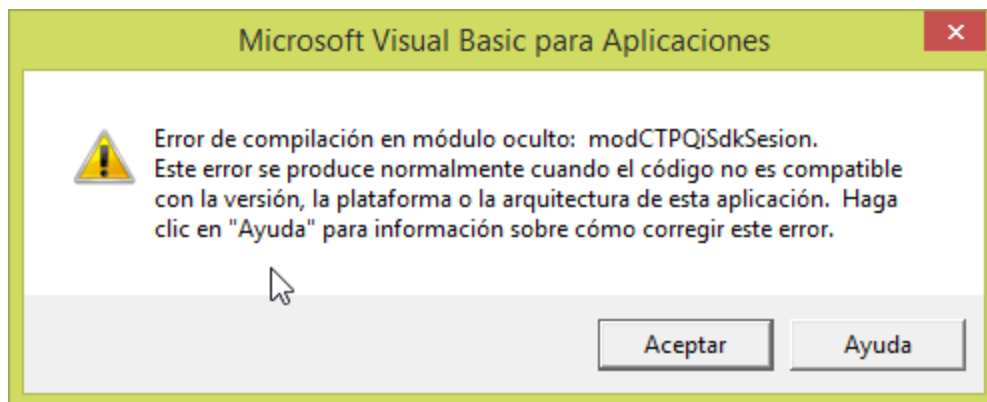 Microsoft Visual Basic para Aplicaciones
Error de compilación en módulo oculto:  modCTPQiSdkSesion.
Este error se produce normalmente cuando el código no es compatible
con la versión, la plataforma o la arquitectura de esta aplicación.  Haga
clic en "Ayuda" para información sobre cómo corregir este error.
Aceptar
Ayuda